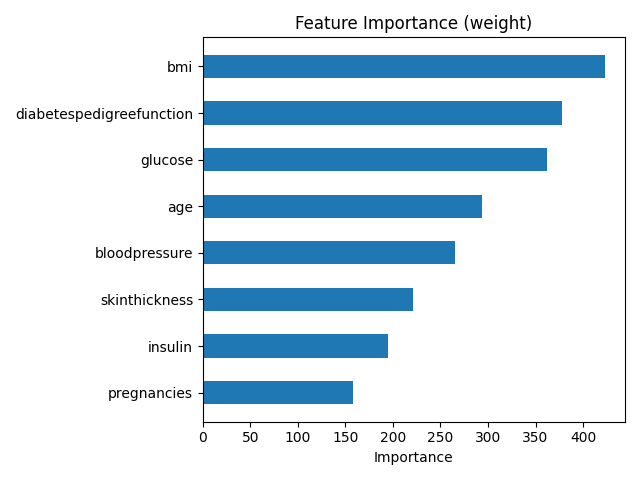 Feature Importance (weight)
bmi
diabetespedigreefunction
glucose
age
bloodpressure
skinthickness
insulin
pregnancies
0 50 100 150 200 250 300 350 400
Importance